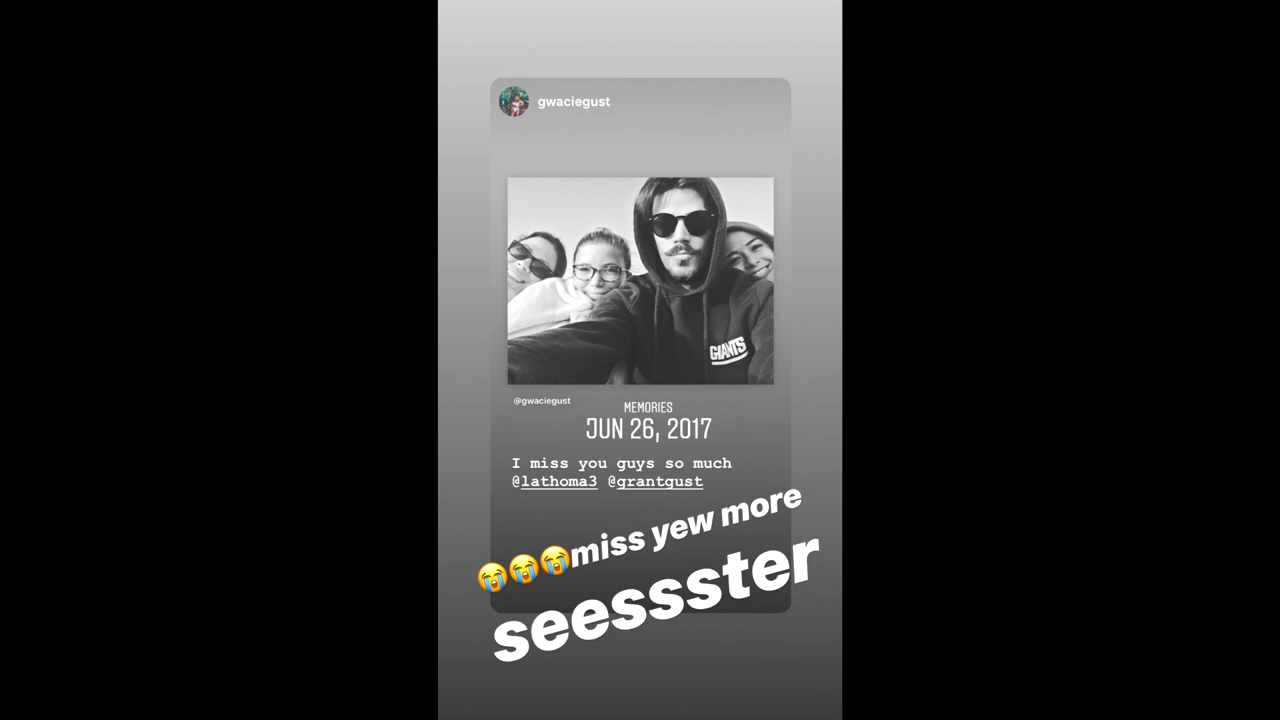 gwaciegust
GIANTS
@gwaciegust
MEMORIES
JUN 26, 2017
I miss you guys so much
@lathoma3 @grantgust
😭😭😭miss yew more
seessster